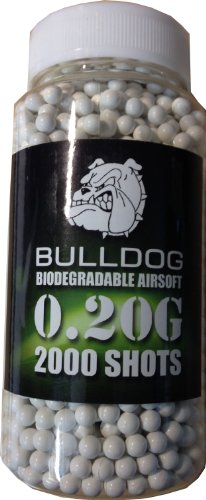 BULLDOG
BIODEGRADABLE AIRSOFT
0.20G
2000 SHOTS